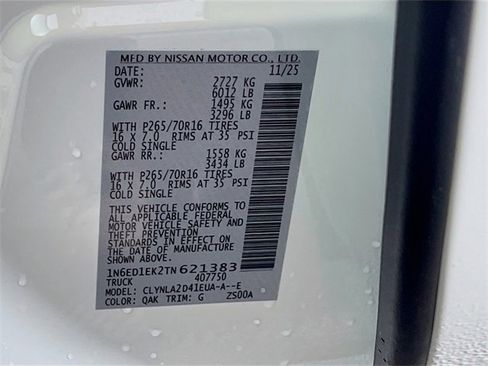 MFD BY NISSAN MOTOR CO., LTD.
DATE: 11/25
GVWR: 2727 KG
6012 LB
GAWR FR.: 1495 KG
3296 LB
WITH P265/70R16 TIRES
16 X 7.0 RIMS AT 35 PSI
COLD SINGLE
GAWR RR.: 1558 KG
3434 LB
WITH P265/70R16 TIRES
16 X 7.0 RIMS AT 35 PSI
COLD SINGLE
THIS VEHICLE CONFORMS TO
ALL APPLICABLE FEDERAL
MOTOR VEHICLE SAFETY AND
STANDARDS IN EFFECT ON
THE DATE OF MANUFACTURE
SHOWN ABOVE
1N6ED1EK2TN621383
TRUCK 407750
MODEL: CLYNLA2D41EUA-A--E
COLOR: QAK TRIM: G ZS00A